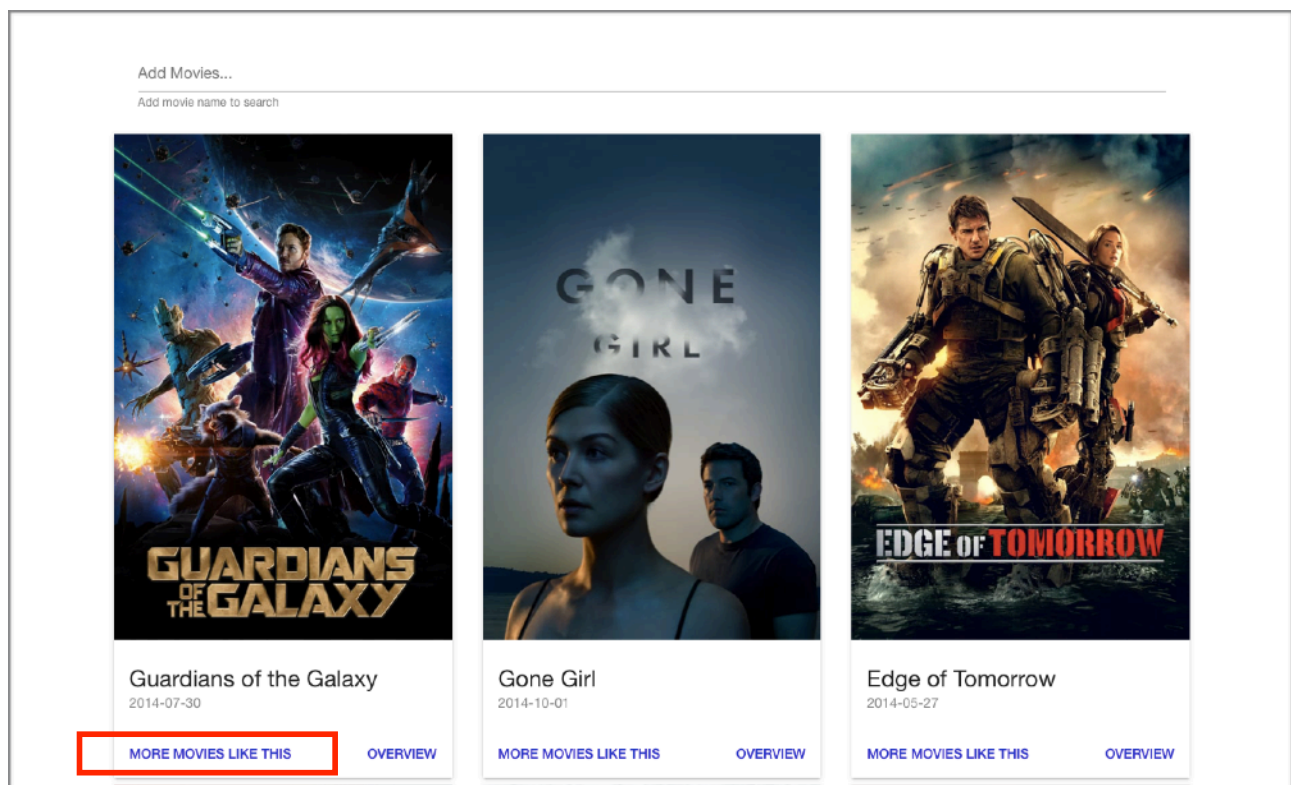 Add Movies...
Add movie name to search
GUARDIANS
OF
THE GALAXY
GONE
GIRL
EDGE OF TOMORROW
Guardians of the Galaxy
2014-07-30
MORE MOVIES LIKE THIS OVERVIEW
Gone Girl
2014-10-01
MORE MOVIES LIKE THIS OVERVIEW
Edge of Tomorrow
2014-05-27
MORE MOVIES LIKE THIS OVERVIEW